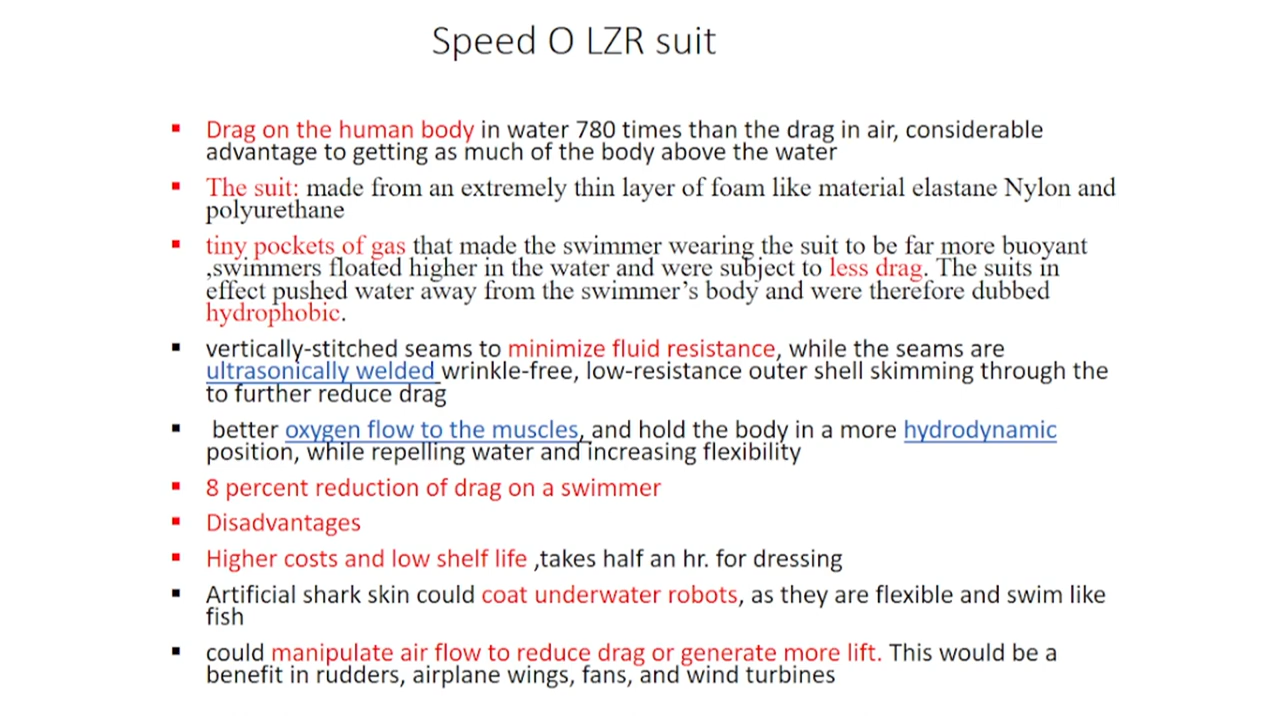 Speed O LZR suit
▪ Drag on the human body in water 780 times than the drag in air, considerable
advantage to getting as much of the body above the water
▪ The suit: made from an extremely thin layer of foam like material elastane Nylon and
polyurethane
▪ tiny pockets of gas that made the swimmer wearing the suit to be far more buoyant
,swimmers floated higher in the water and were subject to less drag. The suits in
effect pushed water away from the swimmer's body and were therefore dubbed
hydrophobic.
▪ vertically-stitched seams to minimize fluid resistance, while the seams are
ultrasonically welded wrinkle-free, low-resistance outer shell skimming through the
to further reduce drag
▪ better oxygen flow to the muscles, and hold the body in a more hydrodynamic
position, while repelling water and increasing flexibility
▪ 8 percent reduction of drag on a swimmer
▪ Disadvantages
▪ Higher costs and low shelf life ,takes half an hr. for dressing
▪ Artificial shark skin could coat underwater robots, as they are flexible and swim like
fish
▪ could manipulate air flow to reduce drag or generate more lift. This would be a
benefit in rudders, airplane wings, fans, and wind turbines